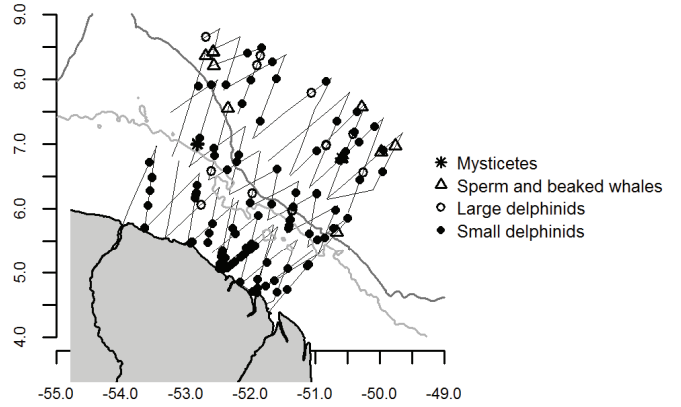 9.0
8.0
7.0
6.0
5.0
4.0
Mysticetes
Sperm and beaked whales
Large delphinids
Small delphinids
-55.0 -54.0 -53.0 -52.0 -51.0 -50.0 -49.0